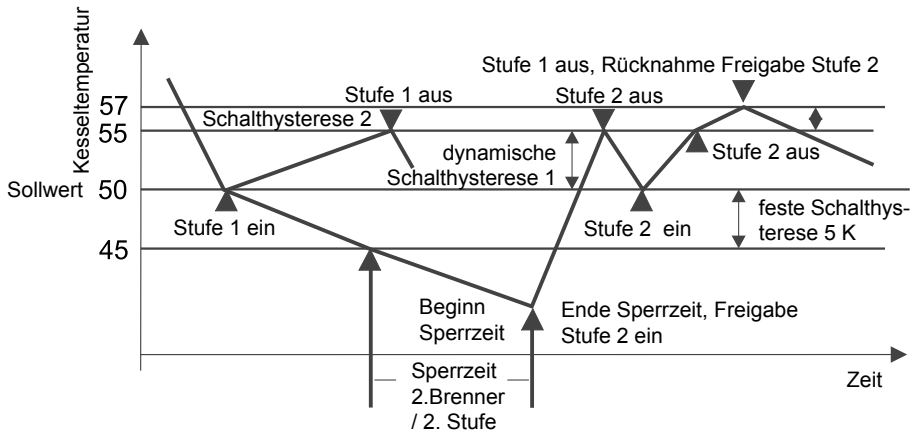 Kesseltemperatur
Stufe 1 aus, Rücknahme Freigabe Stufe 2
Stufe 1 aus
Stufe 2 aus
57
Schalthysterese 2
55
dynamische
Schalthysterese 1
Stufe 2 aus
Sollwert 50
Stufe 1 ein
Stufe 2 ein
feste Schalthys-
terese 5 K
45
Beginn
Sperrzeit
Ende Sperrzeit, Freigabe
Stufe 2 ein
Sperrzeit
2.Brenner
/ 2. Stufe
Zeit